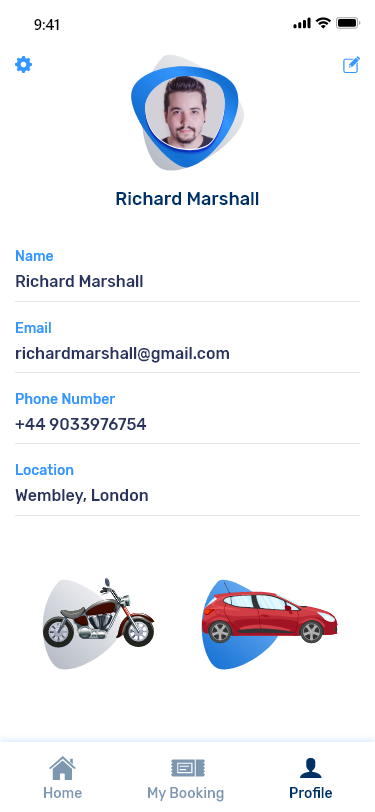 9:41
Richard Marshall
Name
Richard Marshall
Email
richardmarshall@gmail.com
Phone Number
+44 9033976754
Location
Wembley, London
Home
My Booking
Profile